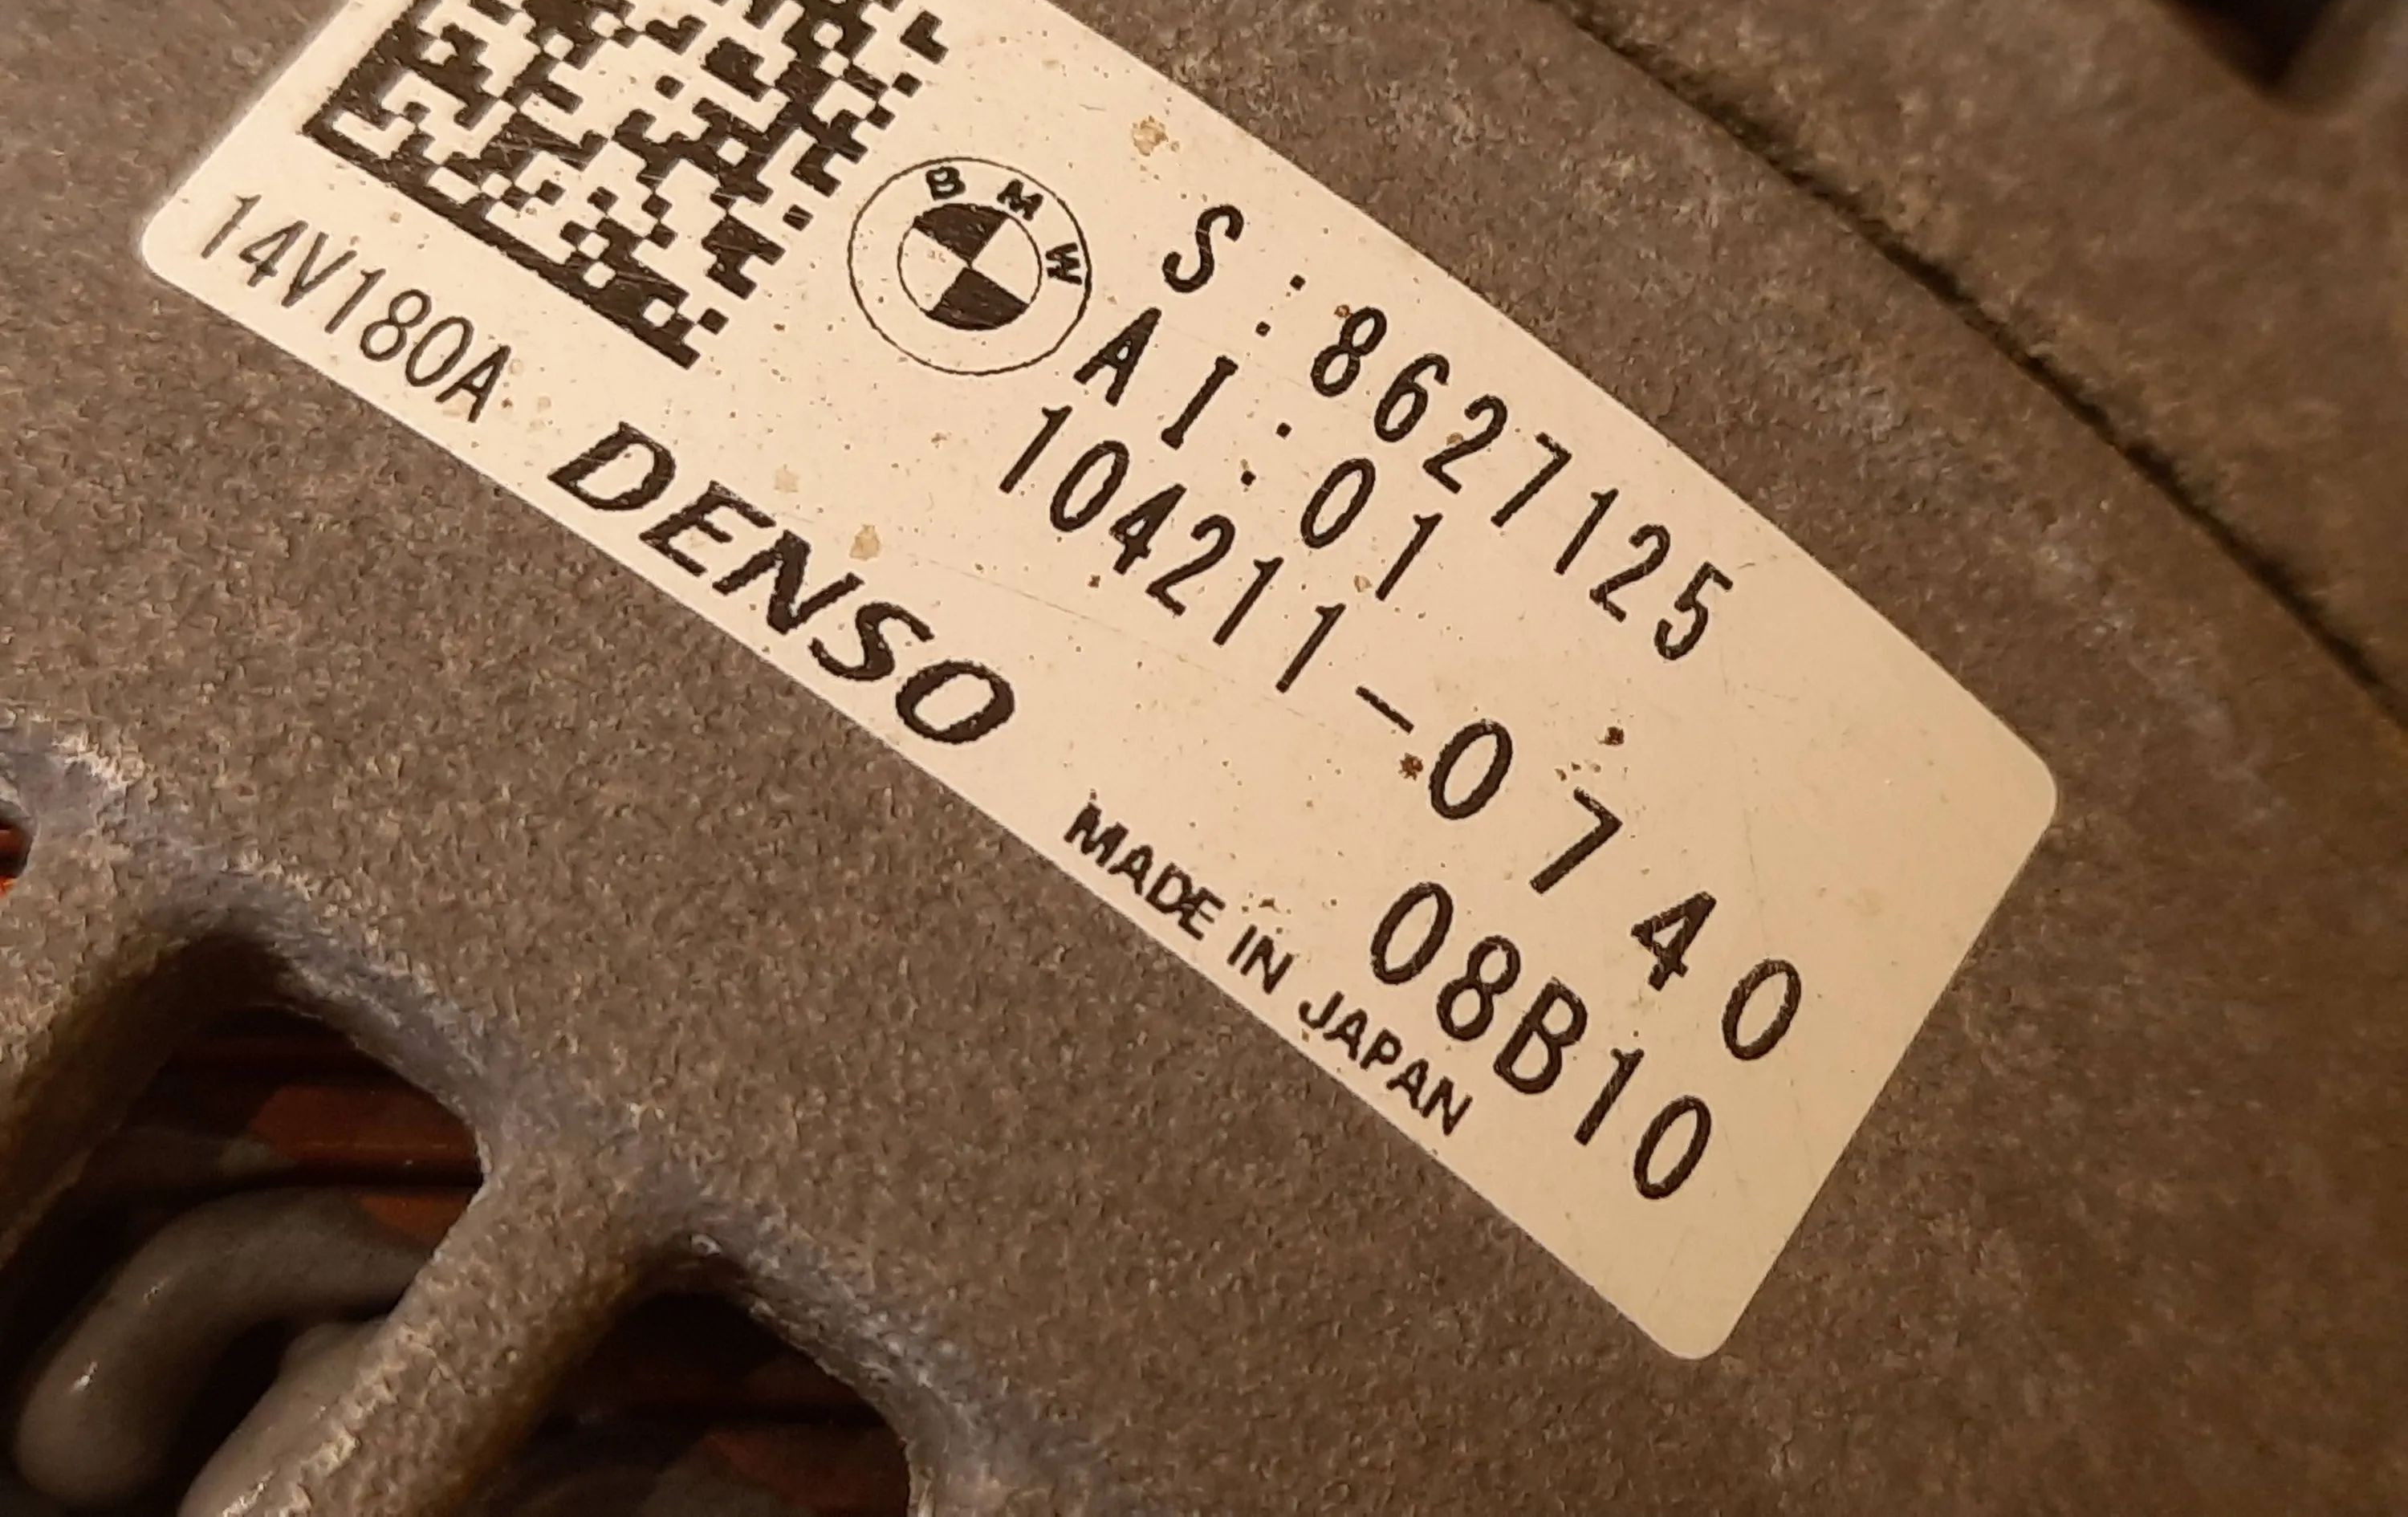 BMW
S:8627125
AI:01
104211-0740
14V180A
DENSO
08B10
MADE IN JAPAN